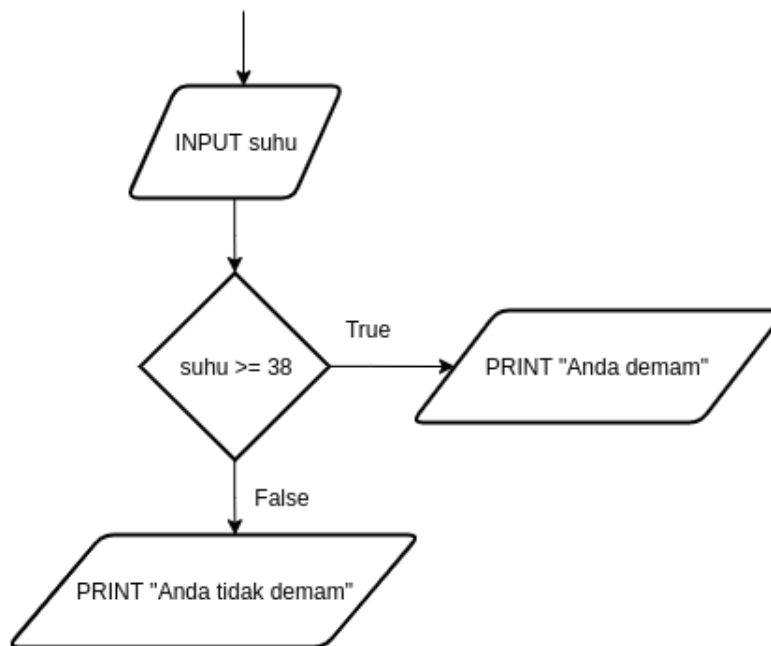 INPUT suhu
suhu >= 38
True
PRINT "Anda demam"
False
PRINT "Anda tidak demam"